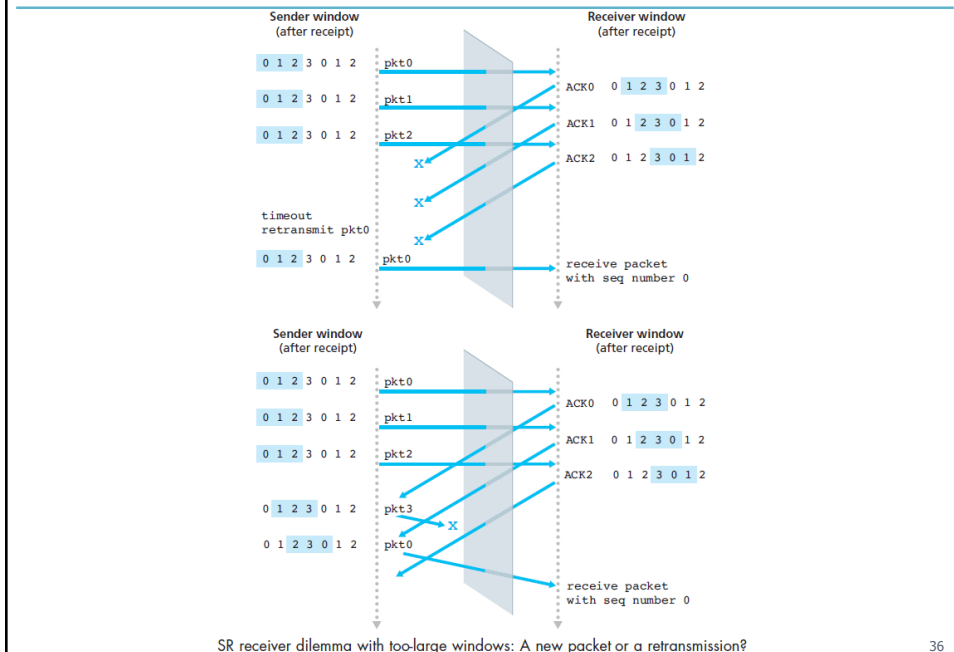 Sender window
(after receipt)
Receiver window
(after receipt)
0 1 2 3 0 1 2
pkt0
ACK0 0 1 2 3 0 1 2
0 1 2 3 0 1 2
pkt1
ACK1 0 1 2 3 0 1 2
0 1 2 3 0 1 2
pkt2
ACK2 0 1 2 3 0 1 2
X
X
timeout
retransmit pkt0
X
0 1 2 3 0 1 2
pkt0
receive packet
with seq number 0
Sender window
(after receipt)
Receiver window
(after receipt)
0 1 2 3 0 1 2
pkt0
ACK0 0 1 2 3 0 1 2
0 1 2 3 0 1 2
pkt1
ACK1 0 1 2 3 0 1 2
0 1 2 3 0 1 2
pkt2
ACK2 0 1 2 3 0 1 2
0 1 2 3 0 1 2
pkt3
X
0 1 2 3 0 1 2
pkt0
receive packet
with seq number 0
SR receiver dilemma with too-large windows: A new packet or a retransmission?
36